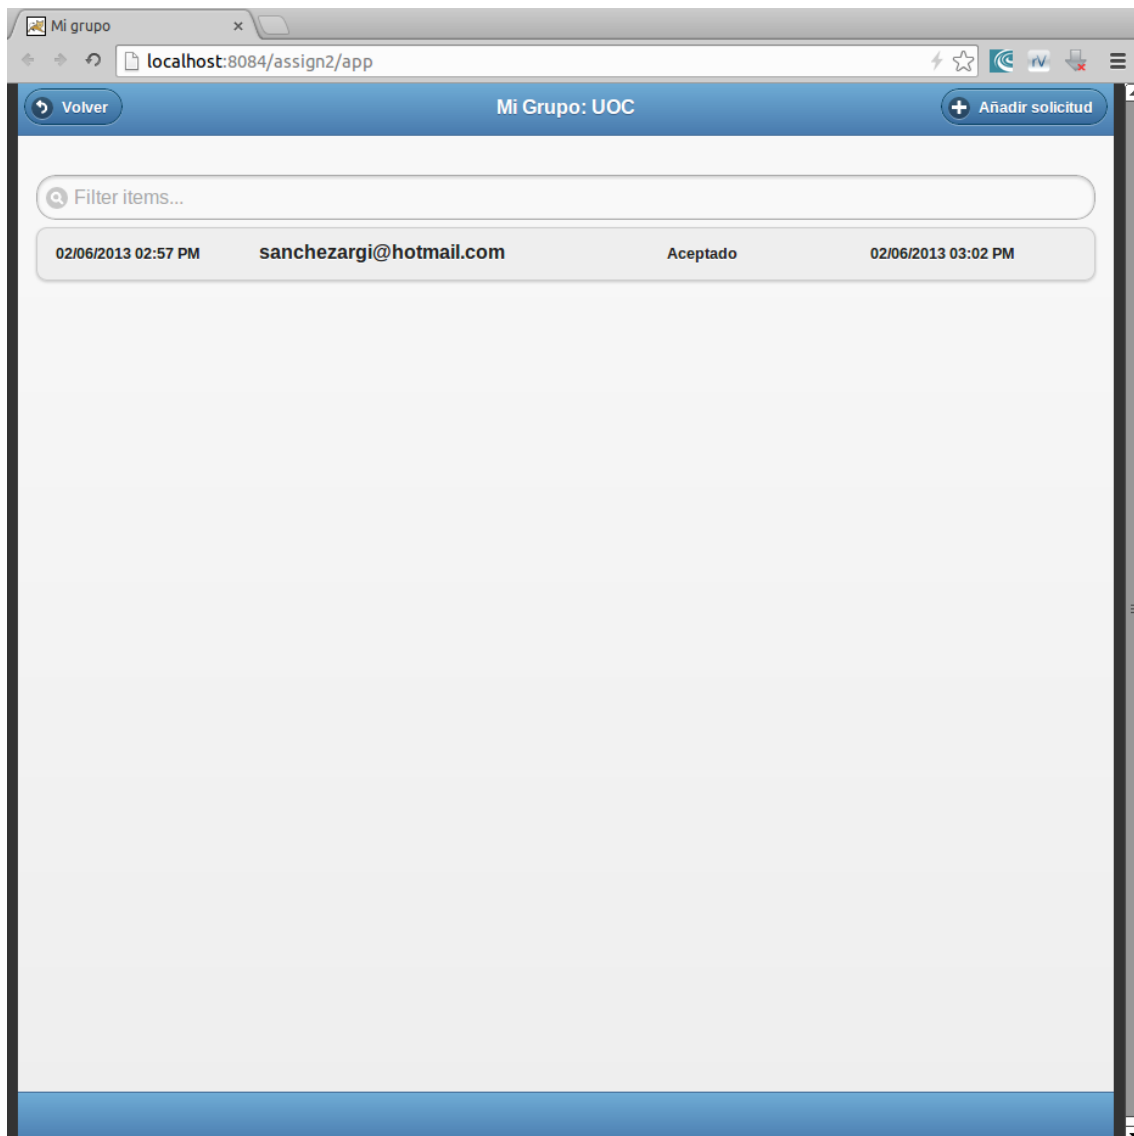 Mi grupo
localhost:8084/assign2/app
Volver Mi Grupo: UOC Añadir solicitud
Filter items...
02/06/2013 02:57 PM sanchezargi@hotmail.com Aceptado 02/06/2013 03:02 PM